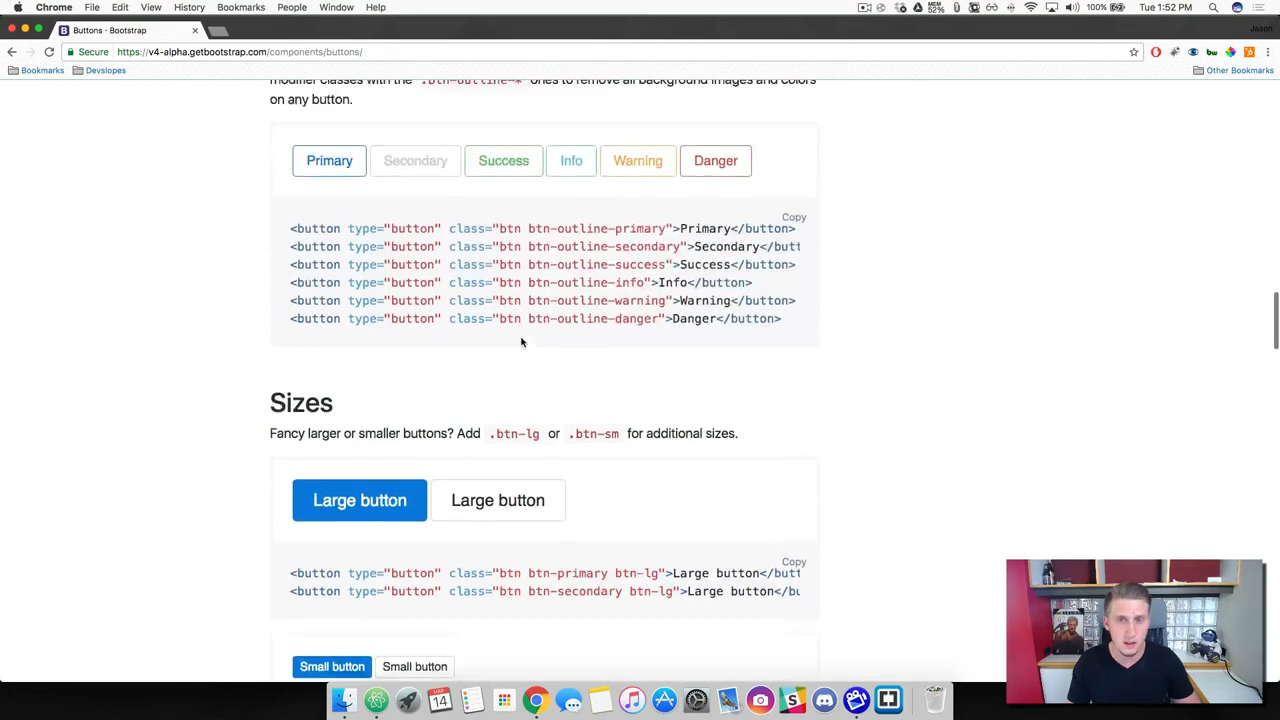 Chrome File Edit View History Bookmarks People Window Help
MEM 52% 100% Tue 1:52 PM
Buttons · Bootstrap
Jason
Secure https://v4-alpha.getbootstrap.com/components/buttons/
Bookmarks Devslopes Other Bookmarks
modifier classes with the .btn-outline-* ones to remove all background images and colors
on any button.
Primary Secondary Success Info Warning Danger
Copy
<button type="button" class="btn btn-outline-primary">Primary</button>
<button type="button" class="btn btn-outline-secondary">Secondary</butt
<button type="button" class="btn btn-outline-success">Success</button>
<button type="button" class="btn btn-outline-info">Info</button>
<button type="button" class="btn btn-outline-warning">Warning</button>
<button type="button" class="btn btn-outline-danger">Danger</button>
Sizes
Fancy larger or smaller buttons? Add .btn-lg or .btn-sm for additional sizes.
Large button Large button
Copy
<button type="button" class="btn btn-primary btn-lg">Large button</butt
<button type="button" class="btn btn-secondary btn-lg">Large button</bu
Small button Small button
MAR
14